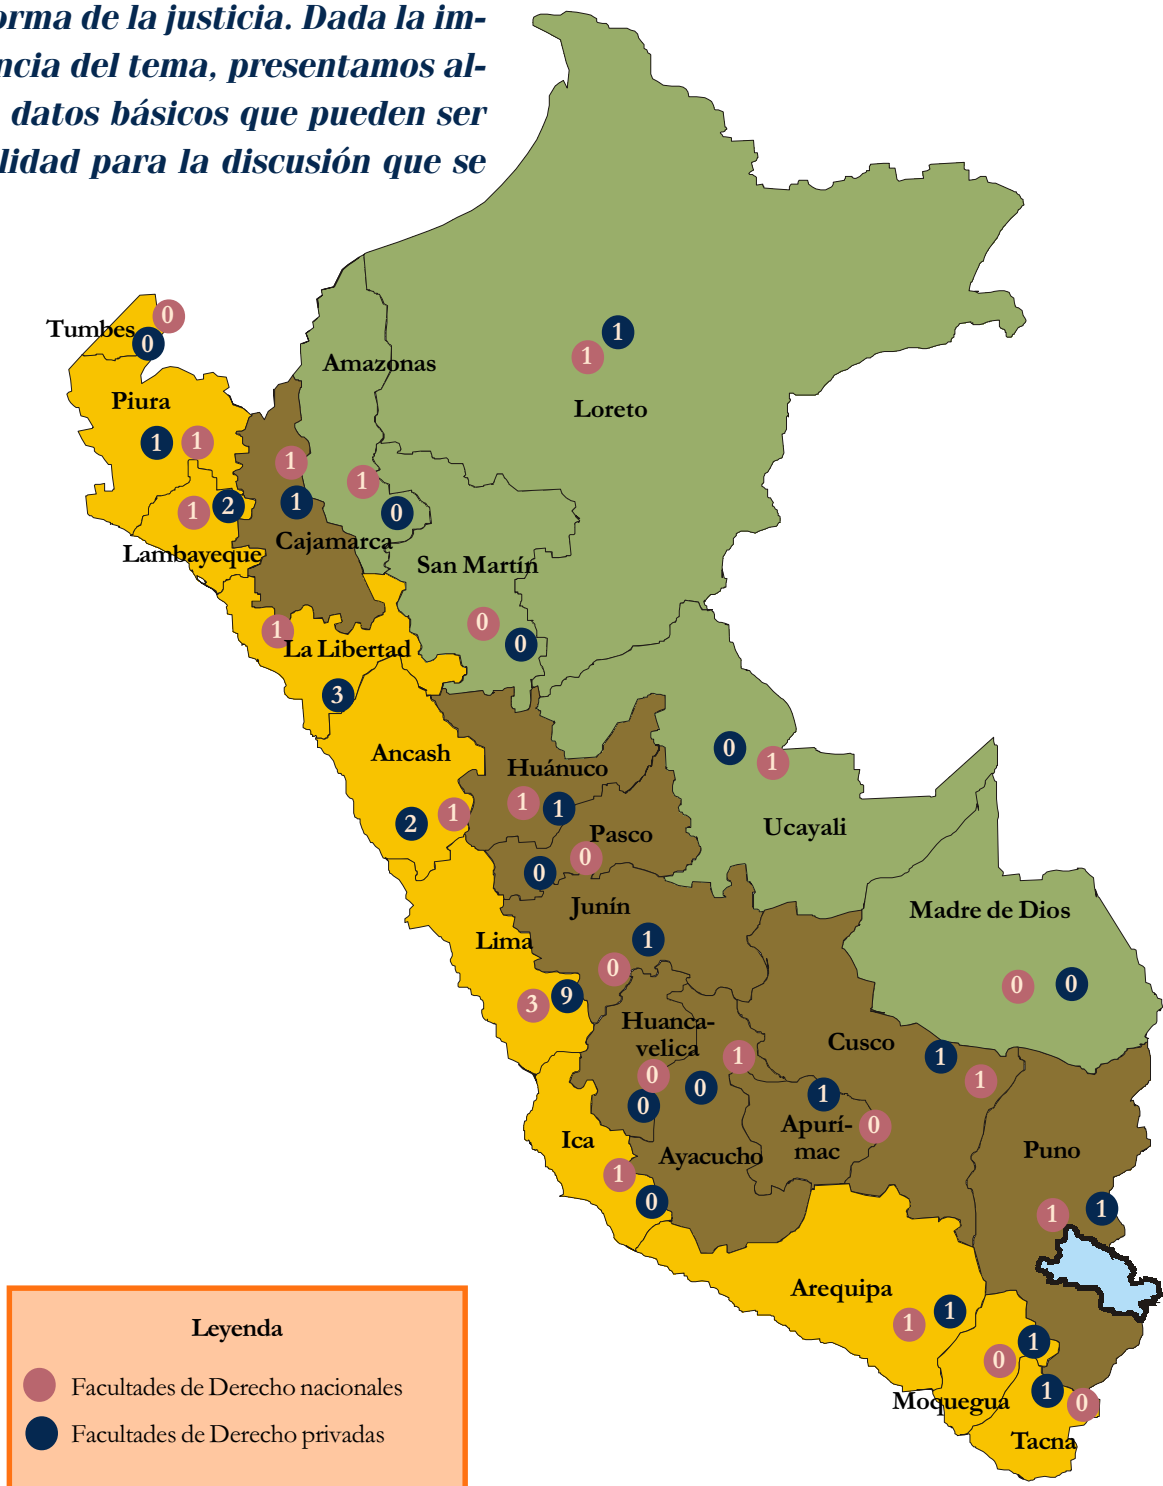 orma de la justicia. Dada la im-
ncia del tema, presentamos al-
datos básicos que pueden ser
lidad para la discusión que se
Tumbes
0
0
Piura
1
1
Lambayeque
1
2
Cajamarca
1
1
Amazonas
1
0
Loreto
1
1
San Martín
0
0
La Libertad
1
3
Ancash
2
1
Huánuco
1
1
Pasco
0
0
Ucayali
0
1
Junín
1
0
Lima
3
9
Madre de Dios
0
0
Huanca-
velica
0
0
Cusco
1
1
Ayacucho
1
0
Apurí-
mac
1
0
Ica
1
0
Puno
1
1
Arequipa
1
1
Moquegua
0
1
Tacna
1
0
Leyenda
Facultades de Derecho nacionales
Facultades de Derecho privadas